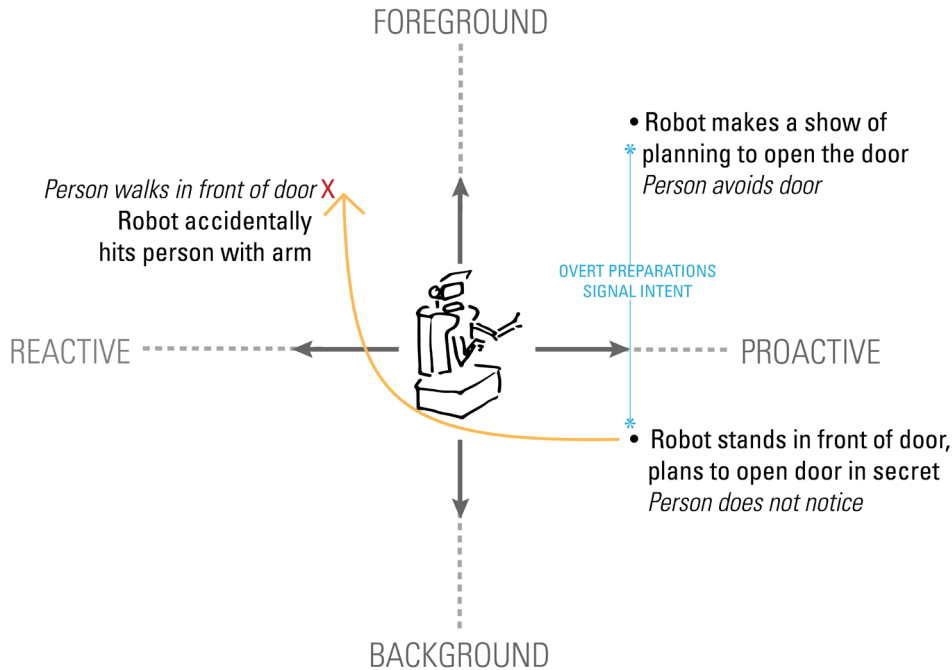 FOREGROUND
• Robot makes a show of
* planning to open the door
Person avoids door
Person walks in front of door X
Robot accidentally
hits person with arm
OVERT PREPARATIONS
SIGNAL INTENT
REACTIVE
PROACTIVE
*
• Robot stands in front of door,
plans to open door in secret
Person does not notice
BACKGROUND